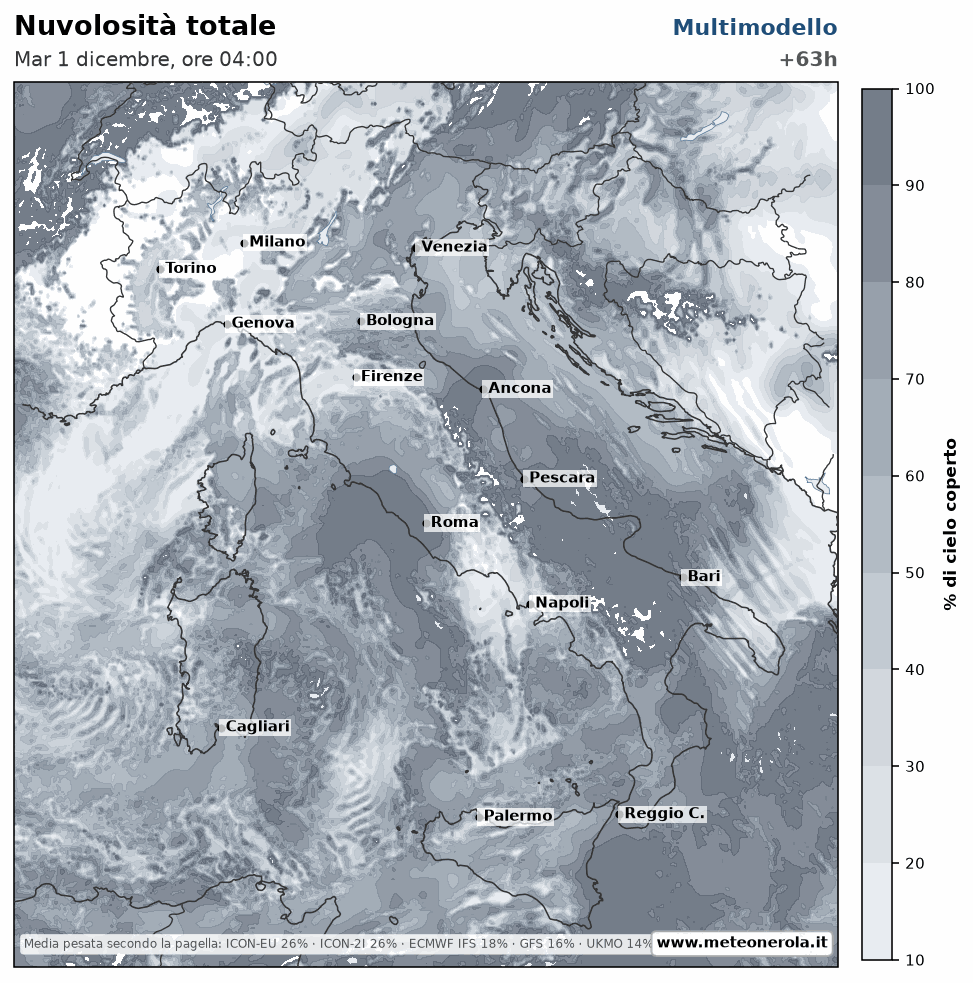 Nuvolosità totale
Multimodello
Mar 1 dicembre, ore 04:00
+63h
100
90
80
70
60
50
40
30
20
10
% di cielo coperto
Milano
Venezia
Torino
Genova
Bologna
Firenze
Ancona
Pescara
Roma
Bari
Napoli
Cagliari
Palermo
Reggio C.
Media pesata secondo la pagella: ICON-EU 26% · ICON-2I 26% · ECMWF IFS 18% · GFS 16% · UKMO 14%
www.meteonerola.it